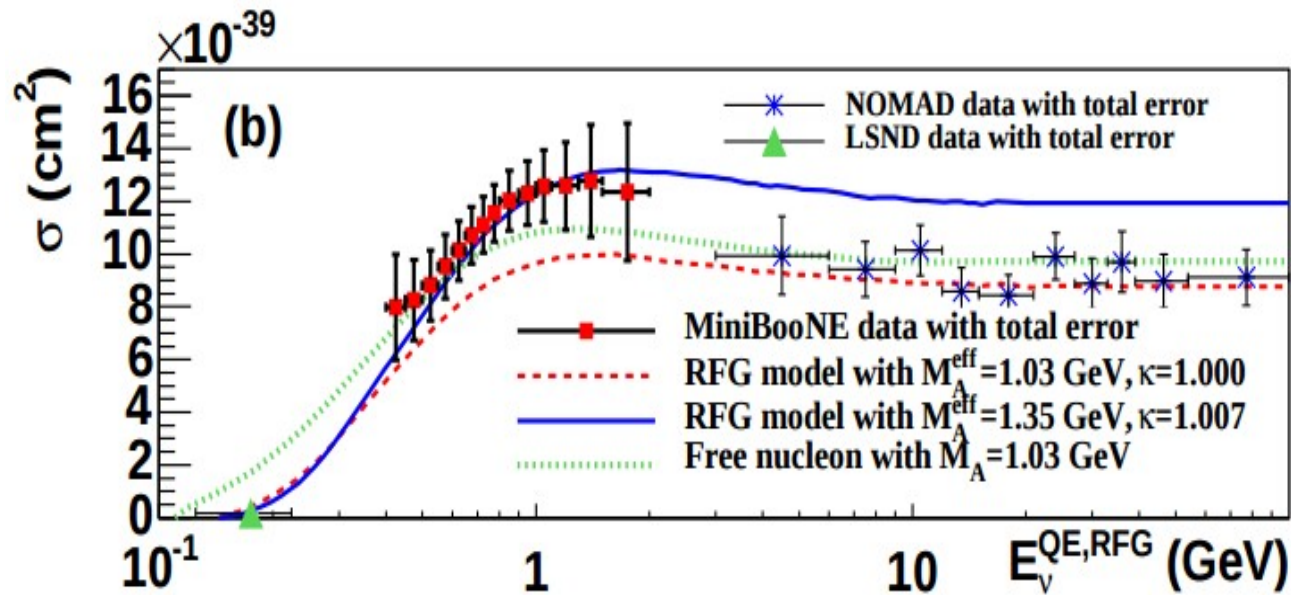 ×10⁻³⁹
σ (cm²)
16
14
12
10
8
6
4
2
0
(b)
NOMAD data with total error
LSND data with total error
MiniBooNE data with total error
RFG model with M_A^eff=1.03 GeV, κ=1.000
RFG model with M_A^eff=1.35 GeV, κ=1.007
Free nucleon with M_A=1.03 GeV
10⁻¹
1
10
E_ν^QE,RFG (GeV)